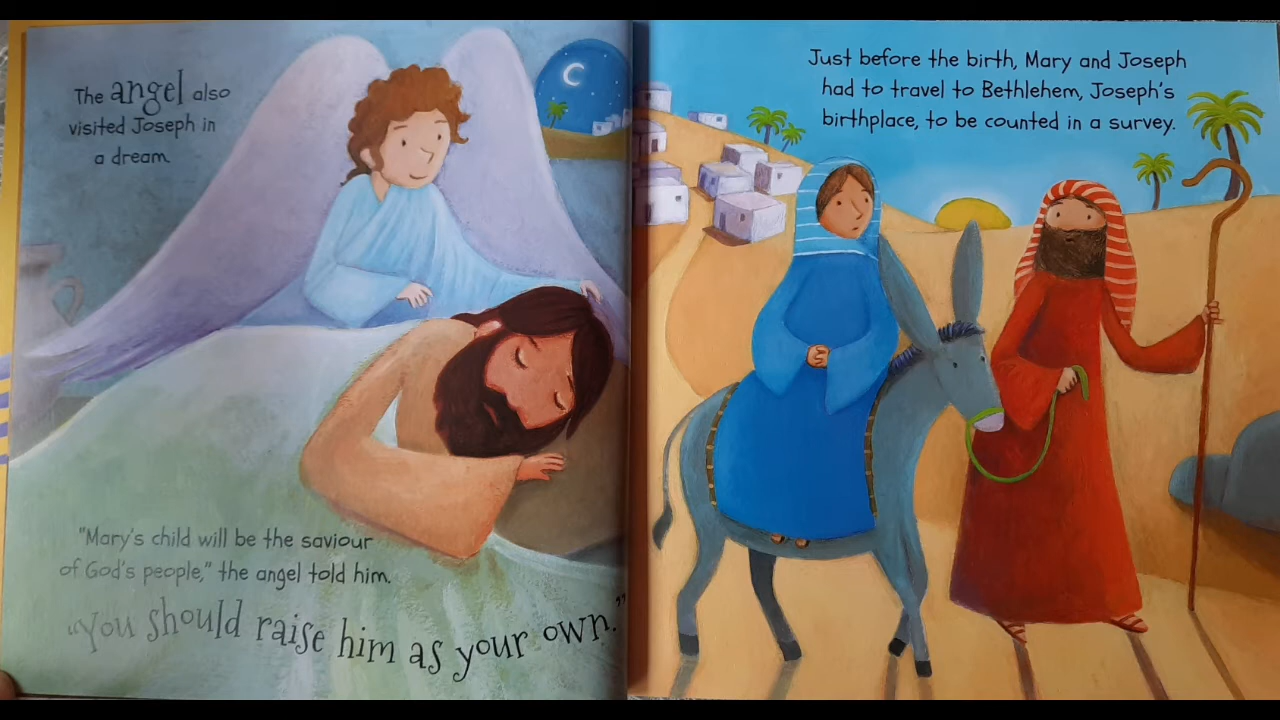 The angel also
visited Joseph in
a dream.
"Mary's child will be the saviour
of God's people," the angel told him.
"You should raise him as your own."
Just before the birth, Mary and Joseph
had to travel to Bethlehem, Joseph's
birthplace, to be counted in a survey.